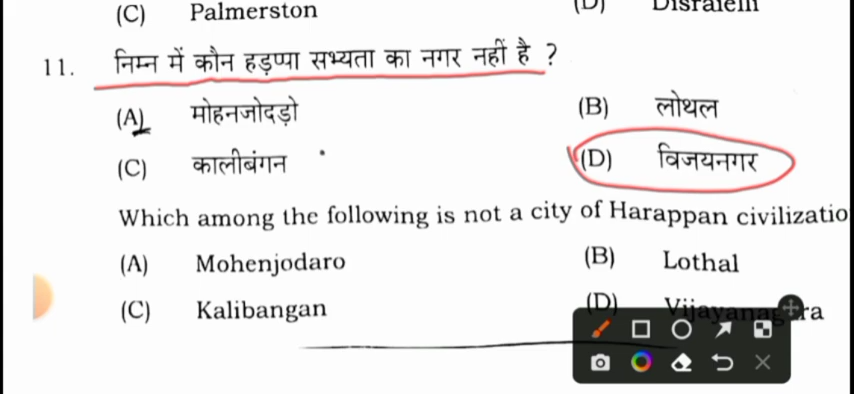 (C) Palmerston (D) Disraeli
11. निम्न में कौन हड़प्पा सभ्यता का नगर नहीं है ?
(A) मोहनजोदड़ो (B) लोथल
(C) कालीबंगन (D) विजयनगर
Which among the following is not a city of Harappan civilizatio
(A) Mohenjodaro (B) Lothal
(C) Kalibangan (D)